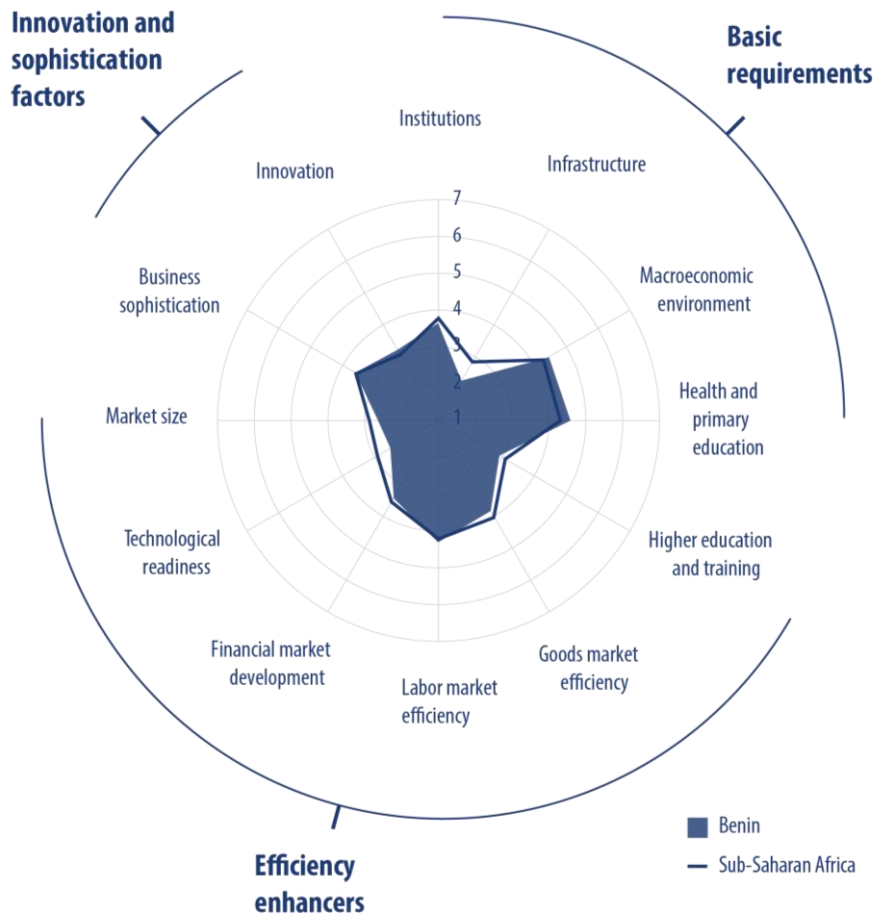 Innovation and
sophistication
factors
Basic
requirements
Institutions
Infrastructure
Macroeconomic
environment
Health and
primary
education
Higher education
and training
Goods market
efficiency
Labor market
efficiency
Financial market
development
Technological
readiness
Market size
Business
sophistication
Innovation
7
6
5
4
3
2
1
Efficiency
enhancers
Benin
Sub-Saharan Africa